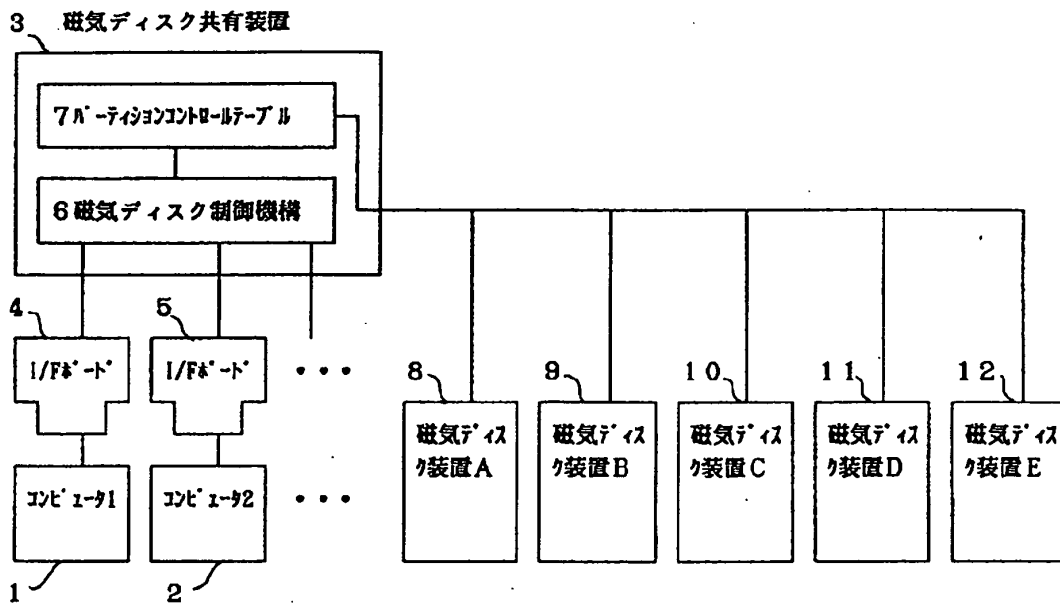 3 磁気ディスク共有装置
7パーティションコントロールテーブル
6磁気ディスク制御機構
4
5
I/Fボード
I/Fボード
・・・
8
9
10
11
12
磁気ディス
ク装置A
磁気ディス
ク装置B
磁気ディス
ク装置C
磁気ディス
ク装置D
磁気ディス
ク装置E
コンピュータ1
コンピュータ2
・・・
1
2